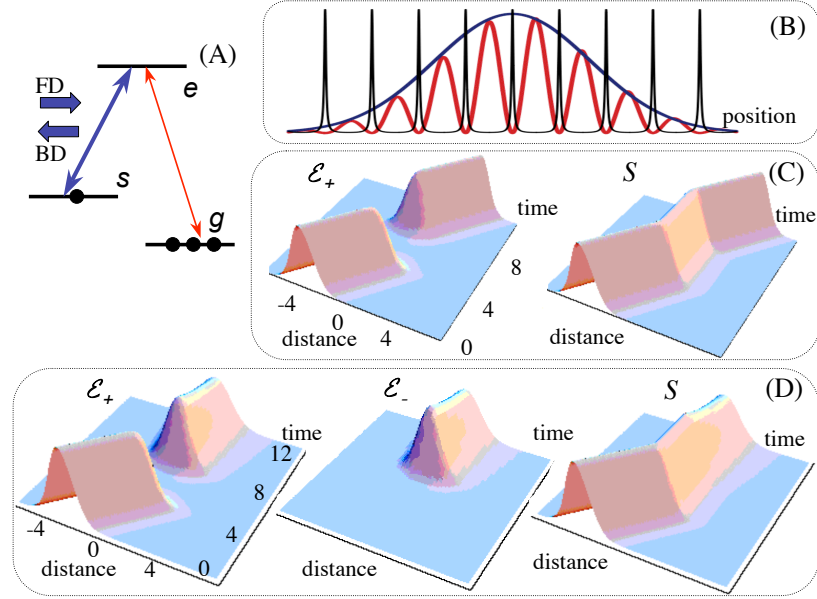 (A)
FD
BD
e
s
g
(B)
position
(C)
ℰ₊
S
time
time
8
4
0
-4
0
4
distance
distance
(D)
ℰ₊
ℰ₋
S
time
time
time
12
8
4
0
-4
0
4
distance
distance
distance